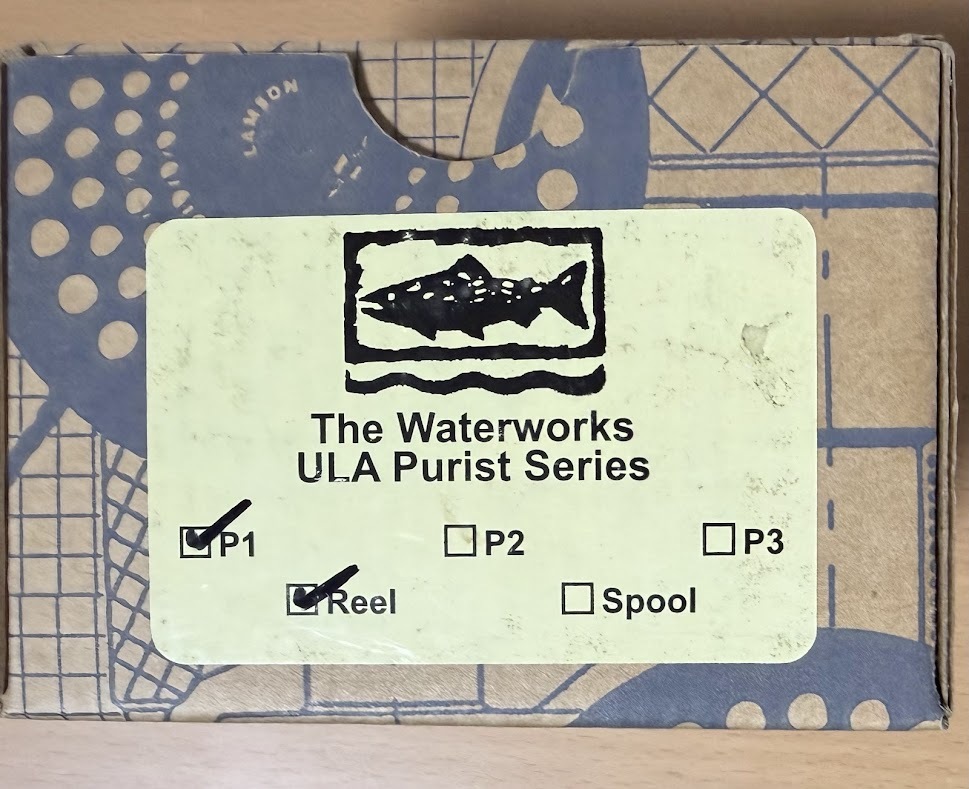 LAMSON
The Waterworks
ULA Purist Series
P1 P2 P3
Reel Spool